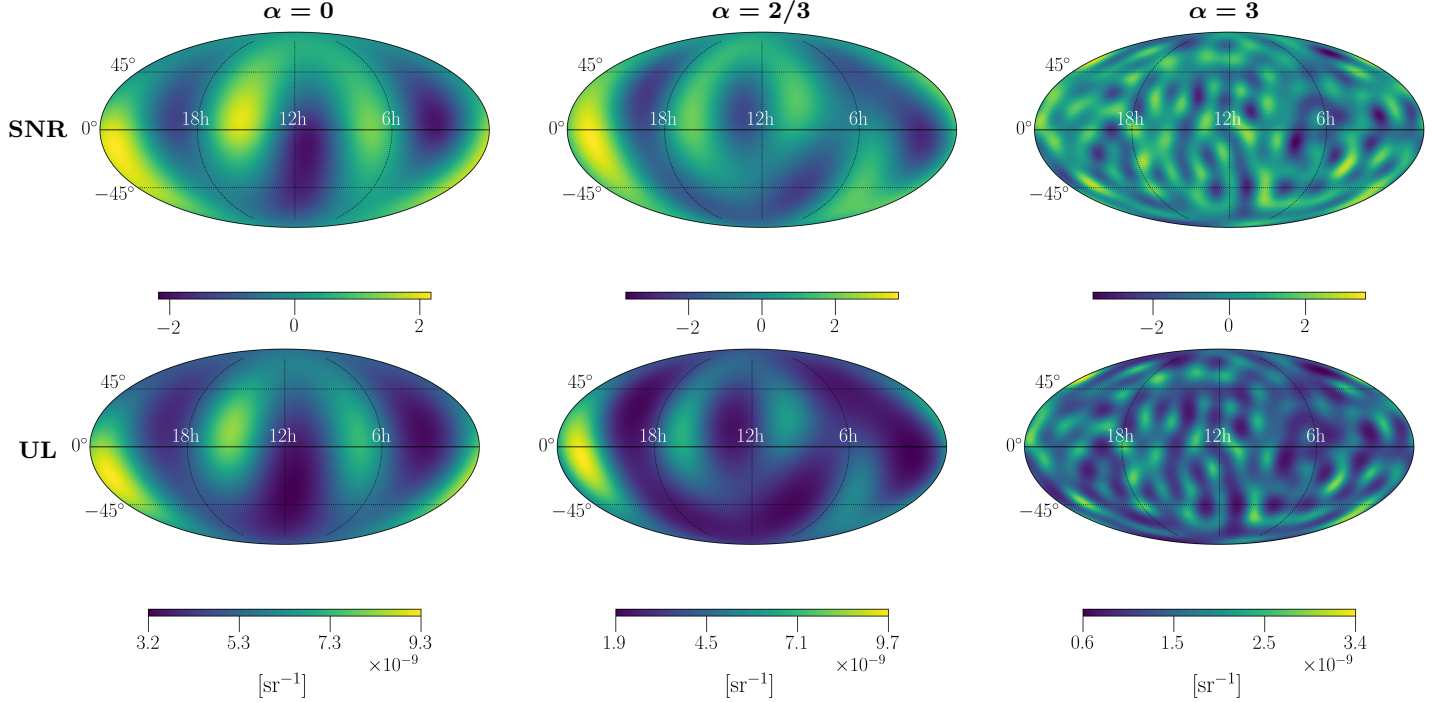 α = 0 α = 2/3 α = 3
45° 45° 45°
SNR 0° 18h 12h 6h 0° 18h 12h 6h 0° 18h 12h 6h
−45° −45° −45°
−2 0 2 −2 0 2 −2 0 2
45° 45° 45°
UL 0° 18h 12h 6h 0° 18h 12h 6h 0° 18h 12h 6h
−45° −45° −45°
3.2 5.3 7.3 9.3 1.9 4.5 7.1 9.7 0.6 1.5 2.5 3.4
×10⁻⁹ ×10⁻⁹ ×10⁻⁹
[sr⁻¹] [sr⁻¹] [sr⁻¹]